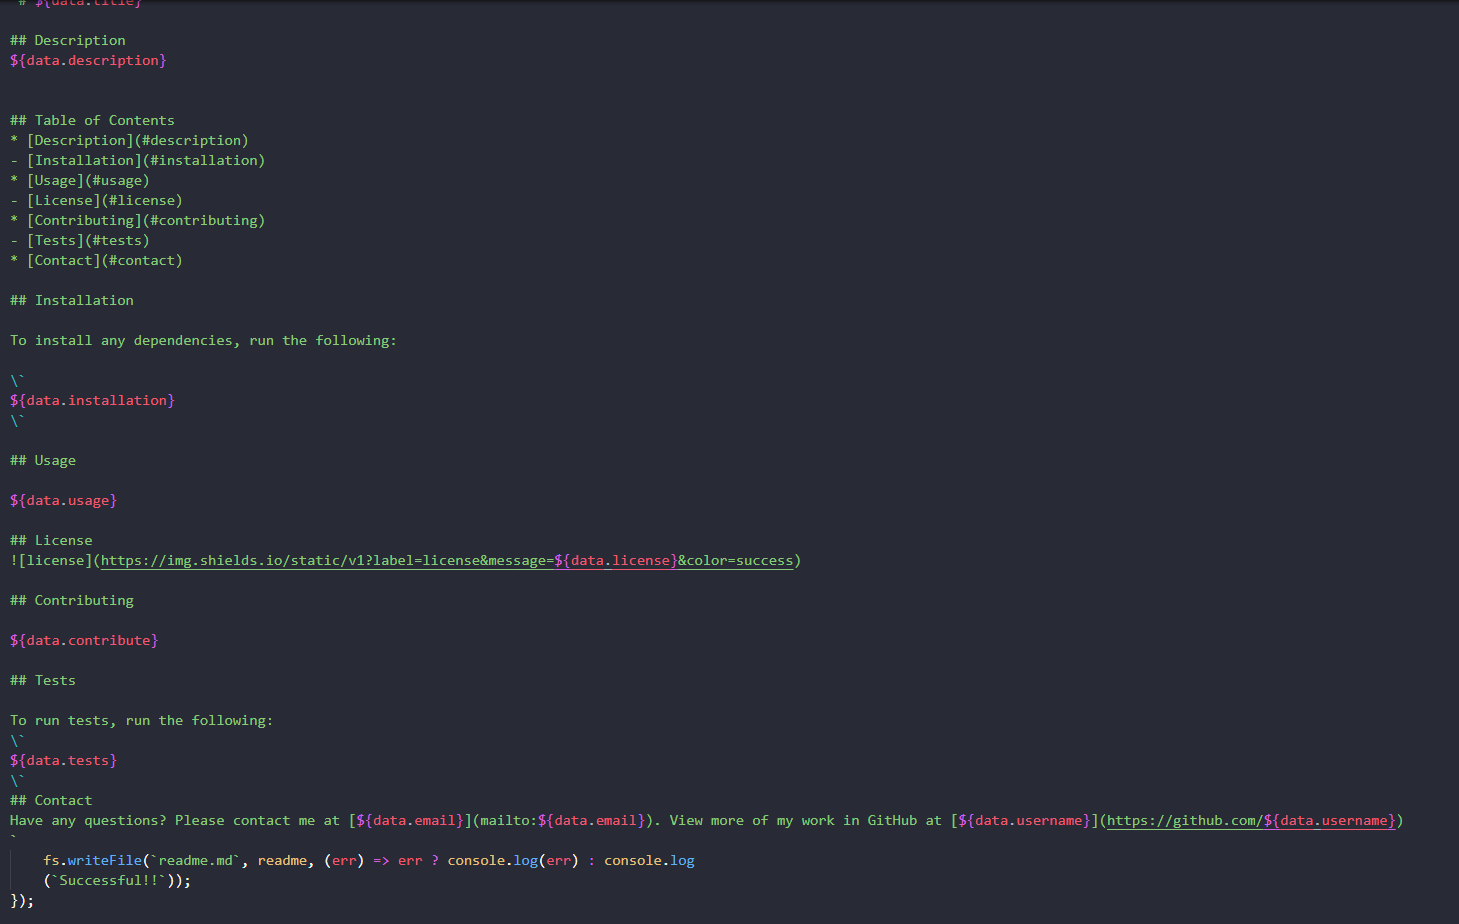 # ${data.title}
## Description
${data.description}
## Table of Contents
* [Description](#description)
- [Installation](#installation)
* [Usage](#usage)
- [License](#license)
* [Contributing](#contributing)
- [Tests](#tests)
* [Contact](#contact)
## Installation
To install any dependencies, run the following:
\`
${data.installation}
\`
## Usage
${data.usage}
## License
![license](https://img.shields.io/static/v1?label=license&message=${data.license}&color=success)
## Contributing
${data.contribute}
## Tests
To run tests, run the following:
\`
${data.tests}
\`
## Contact
Have any questions? Please contact me at [${data.email}](mailto:${data.email}). View more of my work in GitHub at [${data.username}](https://github.com/${data.username})
`
fs.writeFile(`readme.md`, readme, (err) => err ? console.log(err) : console.log
(`Successful!!`));
});